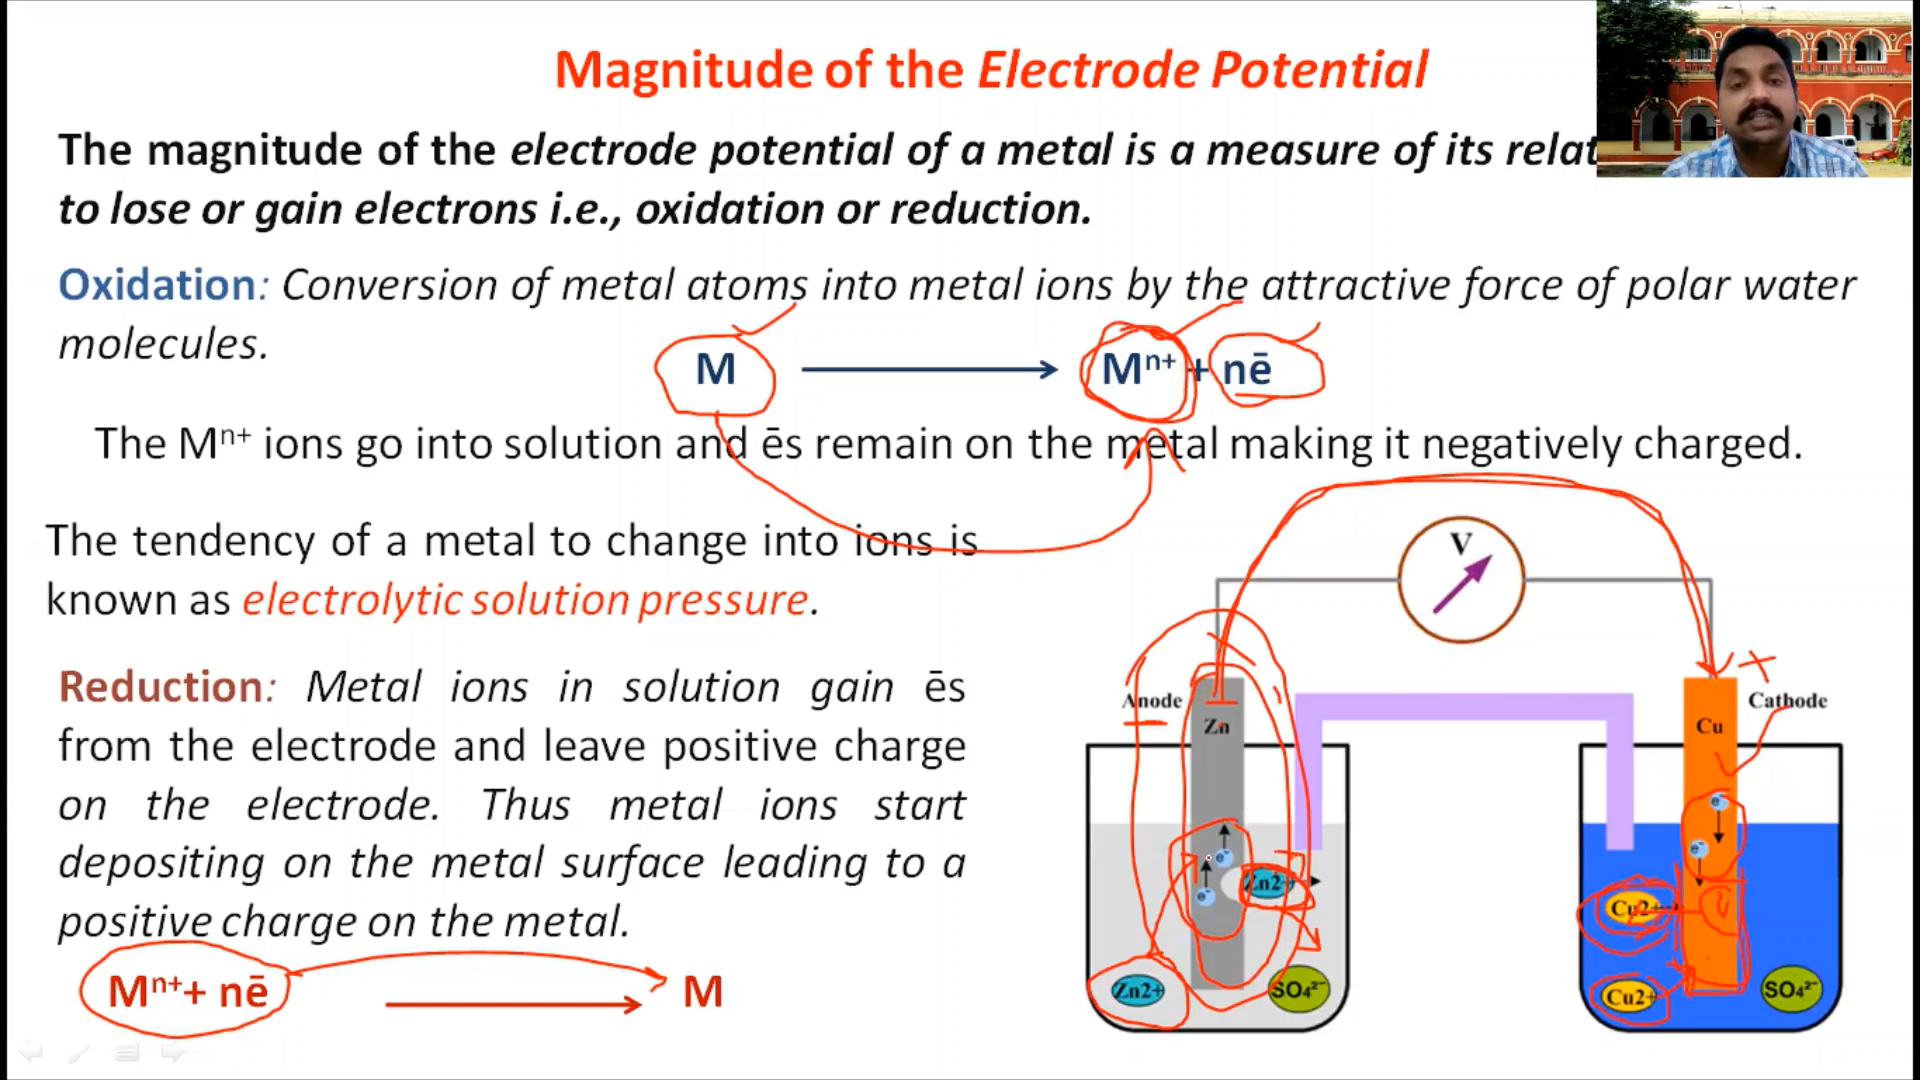 Magnitude of the Electrode Potential
The magnitude of the electrode potential of a metal is a measure of its relat
to lose or gain electrons i.e., oxidation or reduction.
Oxidation: Conversion of metal atoms into metal ions by the attractive force of polar water
molecules.
M → Mⁿ⁺ + nē
The Mⁿ⁺ ions go into solution and ēs remain on the metal making it negatively charged.
The tendency of a metal to change into ions is
known as electrolytic solution pressure.
Reduction: Metal ions in solution gain ēs
from the electrode and leave positive charge
on the electrode. Thus metal ions start
depositing on the metal surface leading to a
positive charge on the metal.
Mⁿ⁺+ nē → M
V
Anode
Zn
Cathode
Cu
e⁻
e⁻
Zn2+
Zn2+
SO₄²⁻
e⁻
e⁻
Cu2+
Cu2+
SO₄²⁻